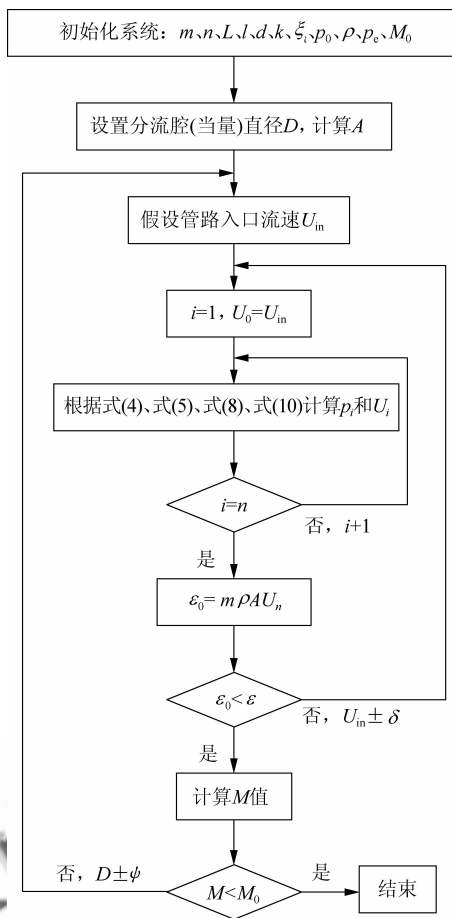 初始化系统：m、n、L、l、d、k、ξᵢ、p₀、ρ、pₑ、M₀
设置分流腔(当量)直径D，计算A
假设管路入口流速U_in
i=1，U₀=U_in
根据式(4)、式(5)、式(8)、式(10)计算pᵢ和Uᵢ
i=n
否，i+1
是
ε₀=mρAUₙ
ε₀<ε
否，U_in±δ
是
计算M值
否，D±ψ
M<M₀
是
结束